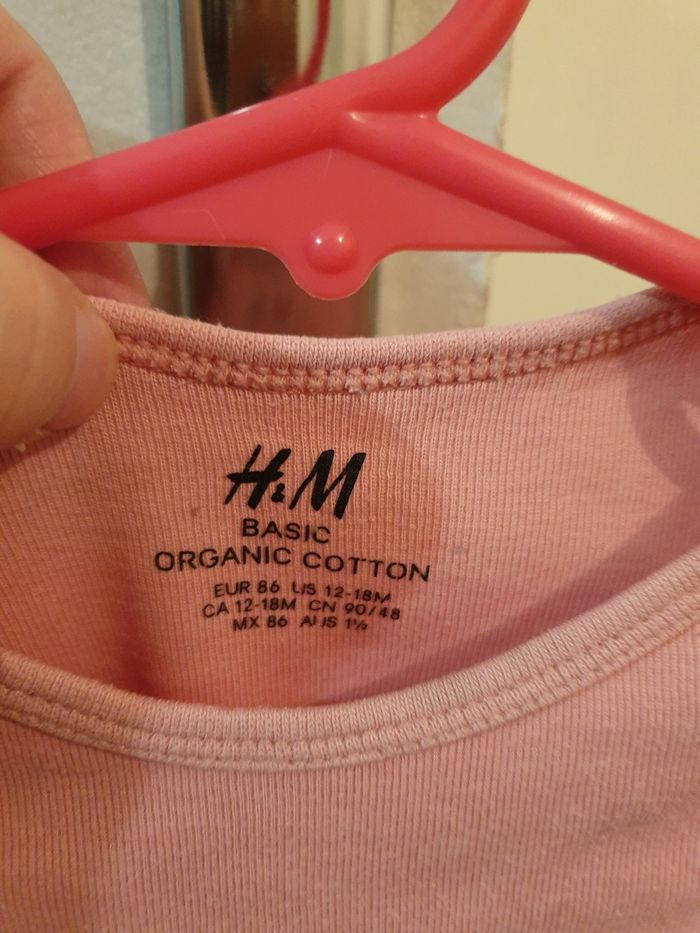 H&M
BASIC
ORGANIC COTTON
EUR 86 US 12-18M
CA 12-18M CN 90/48
MX 86 AUS 1½